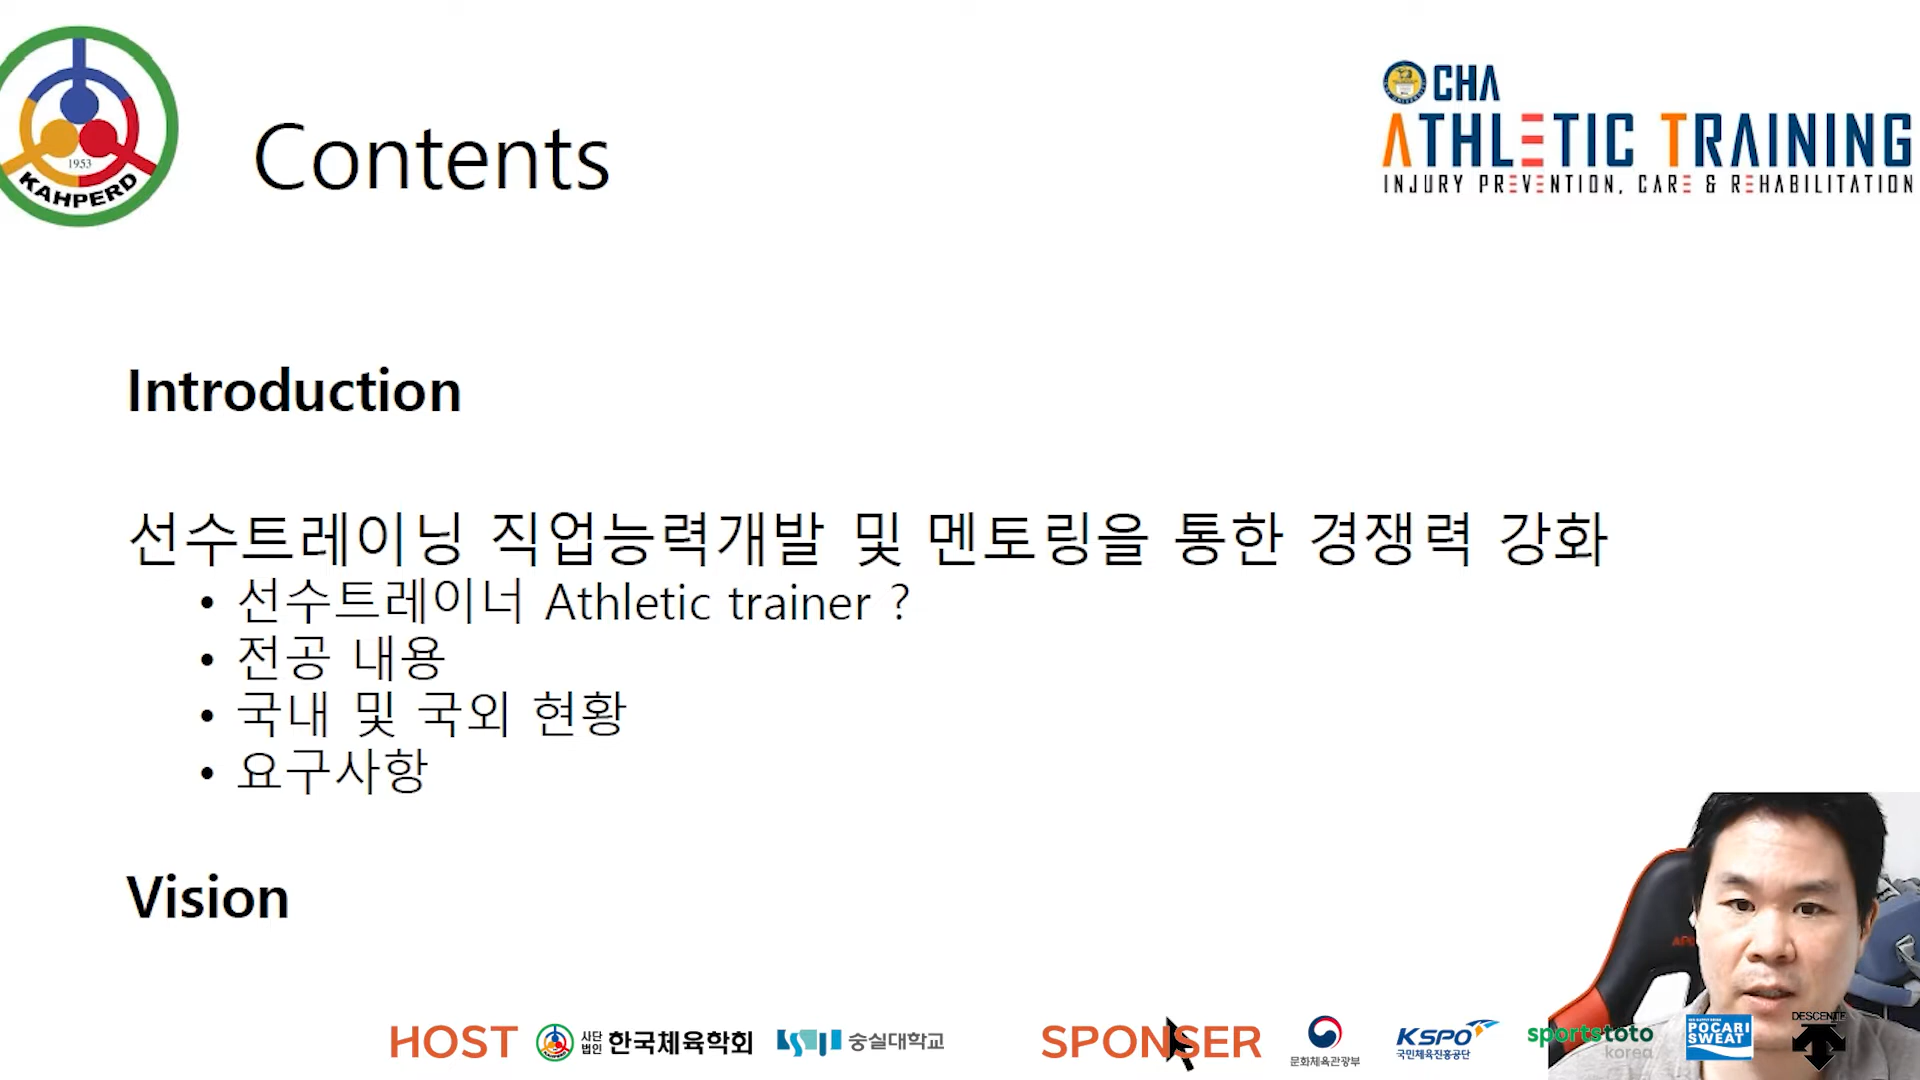 1953
KAHPERD
Contents
CHA
ATHLETIC TRAINING
INJURY PREVENTION, CARE & REHABILITATION
Introduction
선수트레이닝 직업능력개발 및 멘토링을 통한 경쟁력 강화
• 선수트레이너 Athletic trainer ?
• 전공 내용
• 국내 및 국외 현황
• 요구사항
Vision
HOST 사단법인 한국체육학회 숭실대학교 SPONSER 문화체육관광부 KSPO 국민체육진흥공단 sportstoto korea POCARI SWEAT DESCENTE